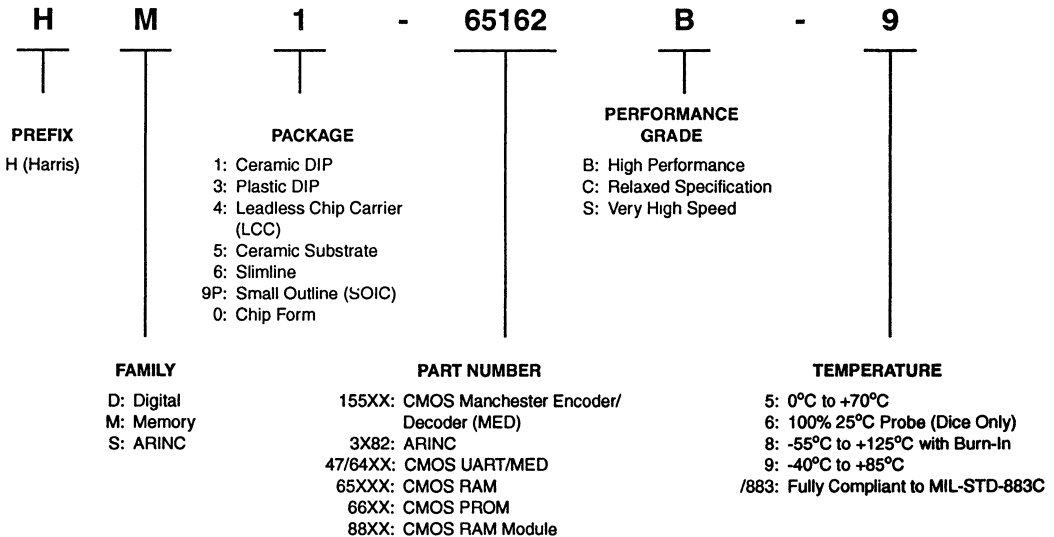 H M 1 - 65162 B - 9
PREFIX
H (Harris)
PACKAGE
1: Ceramic DIP
3: Plastic DIP
4: Leadless Chip Carrier
(LCC)
5: Ceramic Substrate
6: Slimline
9P: Small Outline (SOIC)
0: Chip Form
PERFORMANCE
GRADE
B: High Performance
C: Relaxed Specification
S: Very High Speed
FAMILY
D: Digital
M: Memory
S: ARINC
PART NUMBER
155XX: CMOS Manchester Encoder/
Decoder (MED)
3X82: ARINC
47/64XX: CMOS UART/MED
65XXX: CMOS RAM
66XX: CMOS PROM
88XX: CMOS RAM Module
TEMPERATURE
5: 0°C to +70°C
6: 100% 25°C Probe (Dice Only)
8: -55°C to +125°C with Burn-In
9: -40°C to +85°C
/883: Fully Compliant to MIL-STD-883C